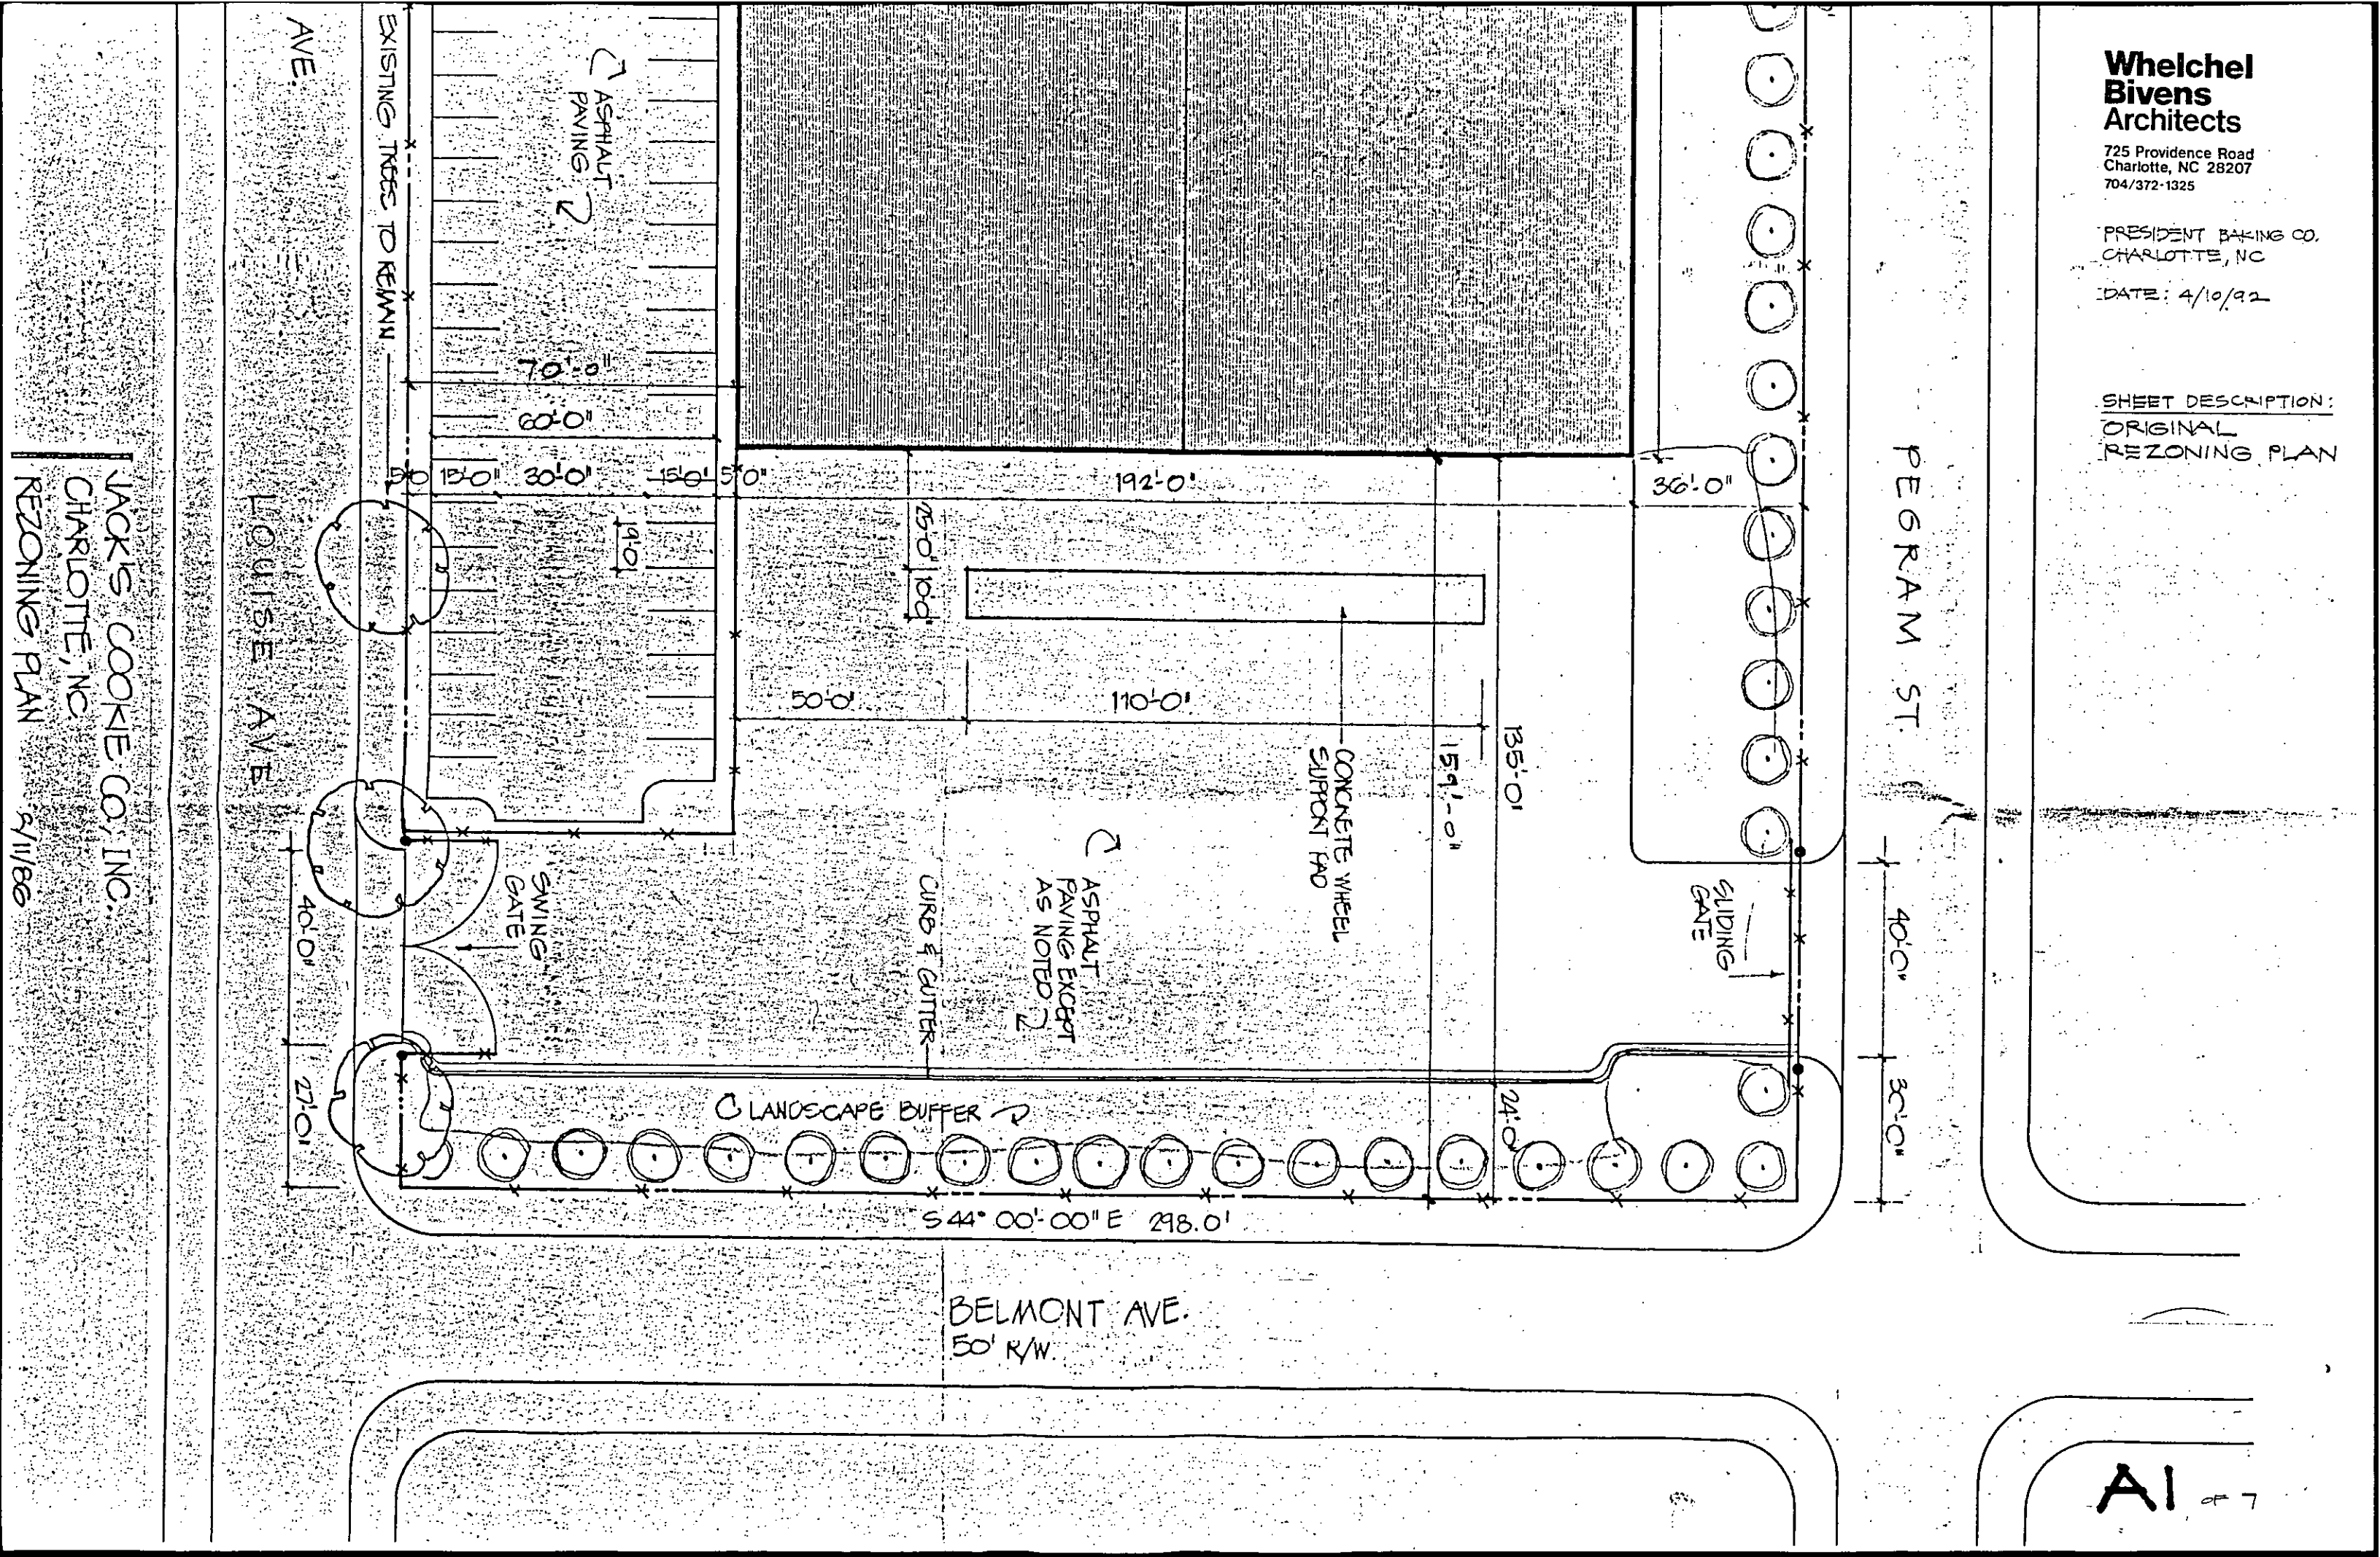 Whelchel
Bivens
Architects
725 Providence Road
Charlotte, NC 28207
704/372-1325
PRESIDENT BAKING CO.
CHARLOTTE, NC
DATE: 4/10/92
SHEET DESCRIPTION:
ORIGINAL
REZONING PLAN
AVE.
EXISTING TREES TO REMAIN
ASPHALT
PAVING
70'-0"
60'-0"
5'-0" 15'-0" 30'-0" 15'-0" 5'-0"
192'-0"
36'-0"
9'-0"
25'-0" 10'-0"
50'-0"
110'-0"
135'-0"
159'-0"
CONCRETE WHEEL
SUPPORT PAD
PEGRAM ST.
LOUISE AVE
JACK'S COOKIE CO., INC.
CHARLOTTE, NC.
REZONING PLAN 9/11/86
SWING
GATE
CURB & GUTTER
ASPHALT
PAVING EXCEPT
AS NOTED
SLIDING
GATE
40'-0"
40'-0"
27'-0"
30'-0"
24'-0"
LANDSCAPE BUFFER
S 44° 00'-00" E 298.0'
BELMONT AVE.
50' R/W
A1 OF 7